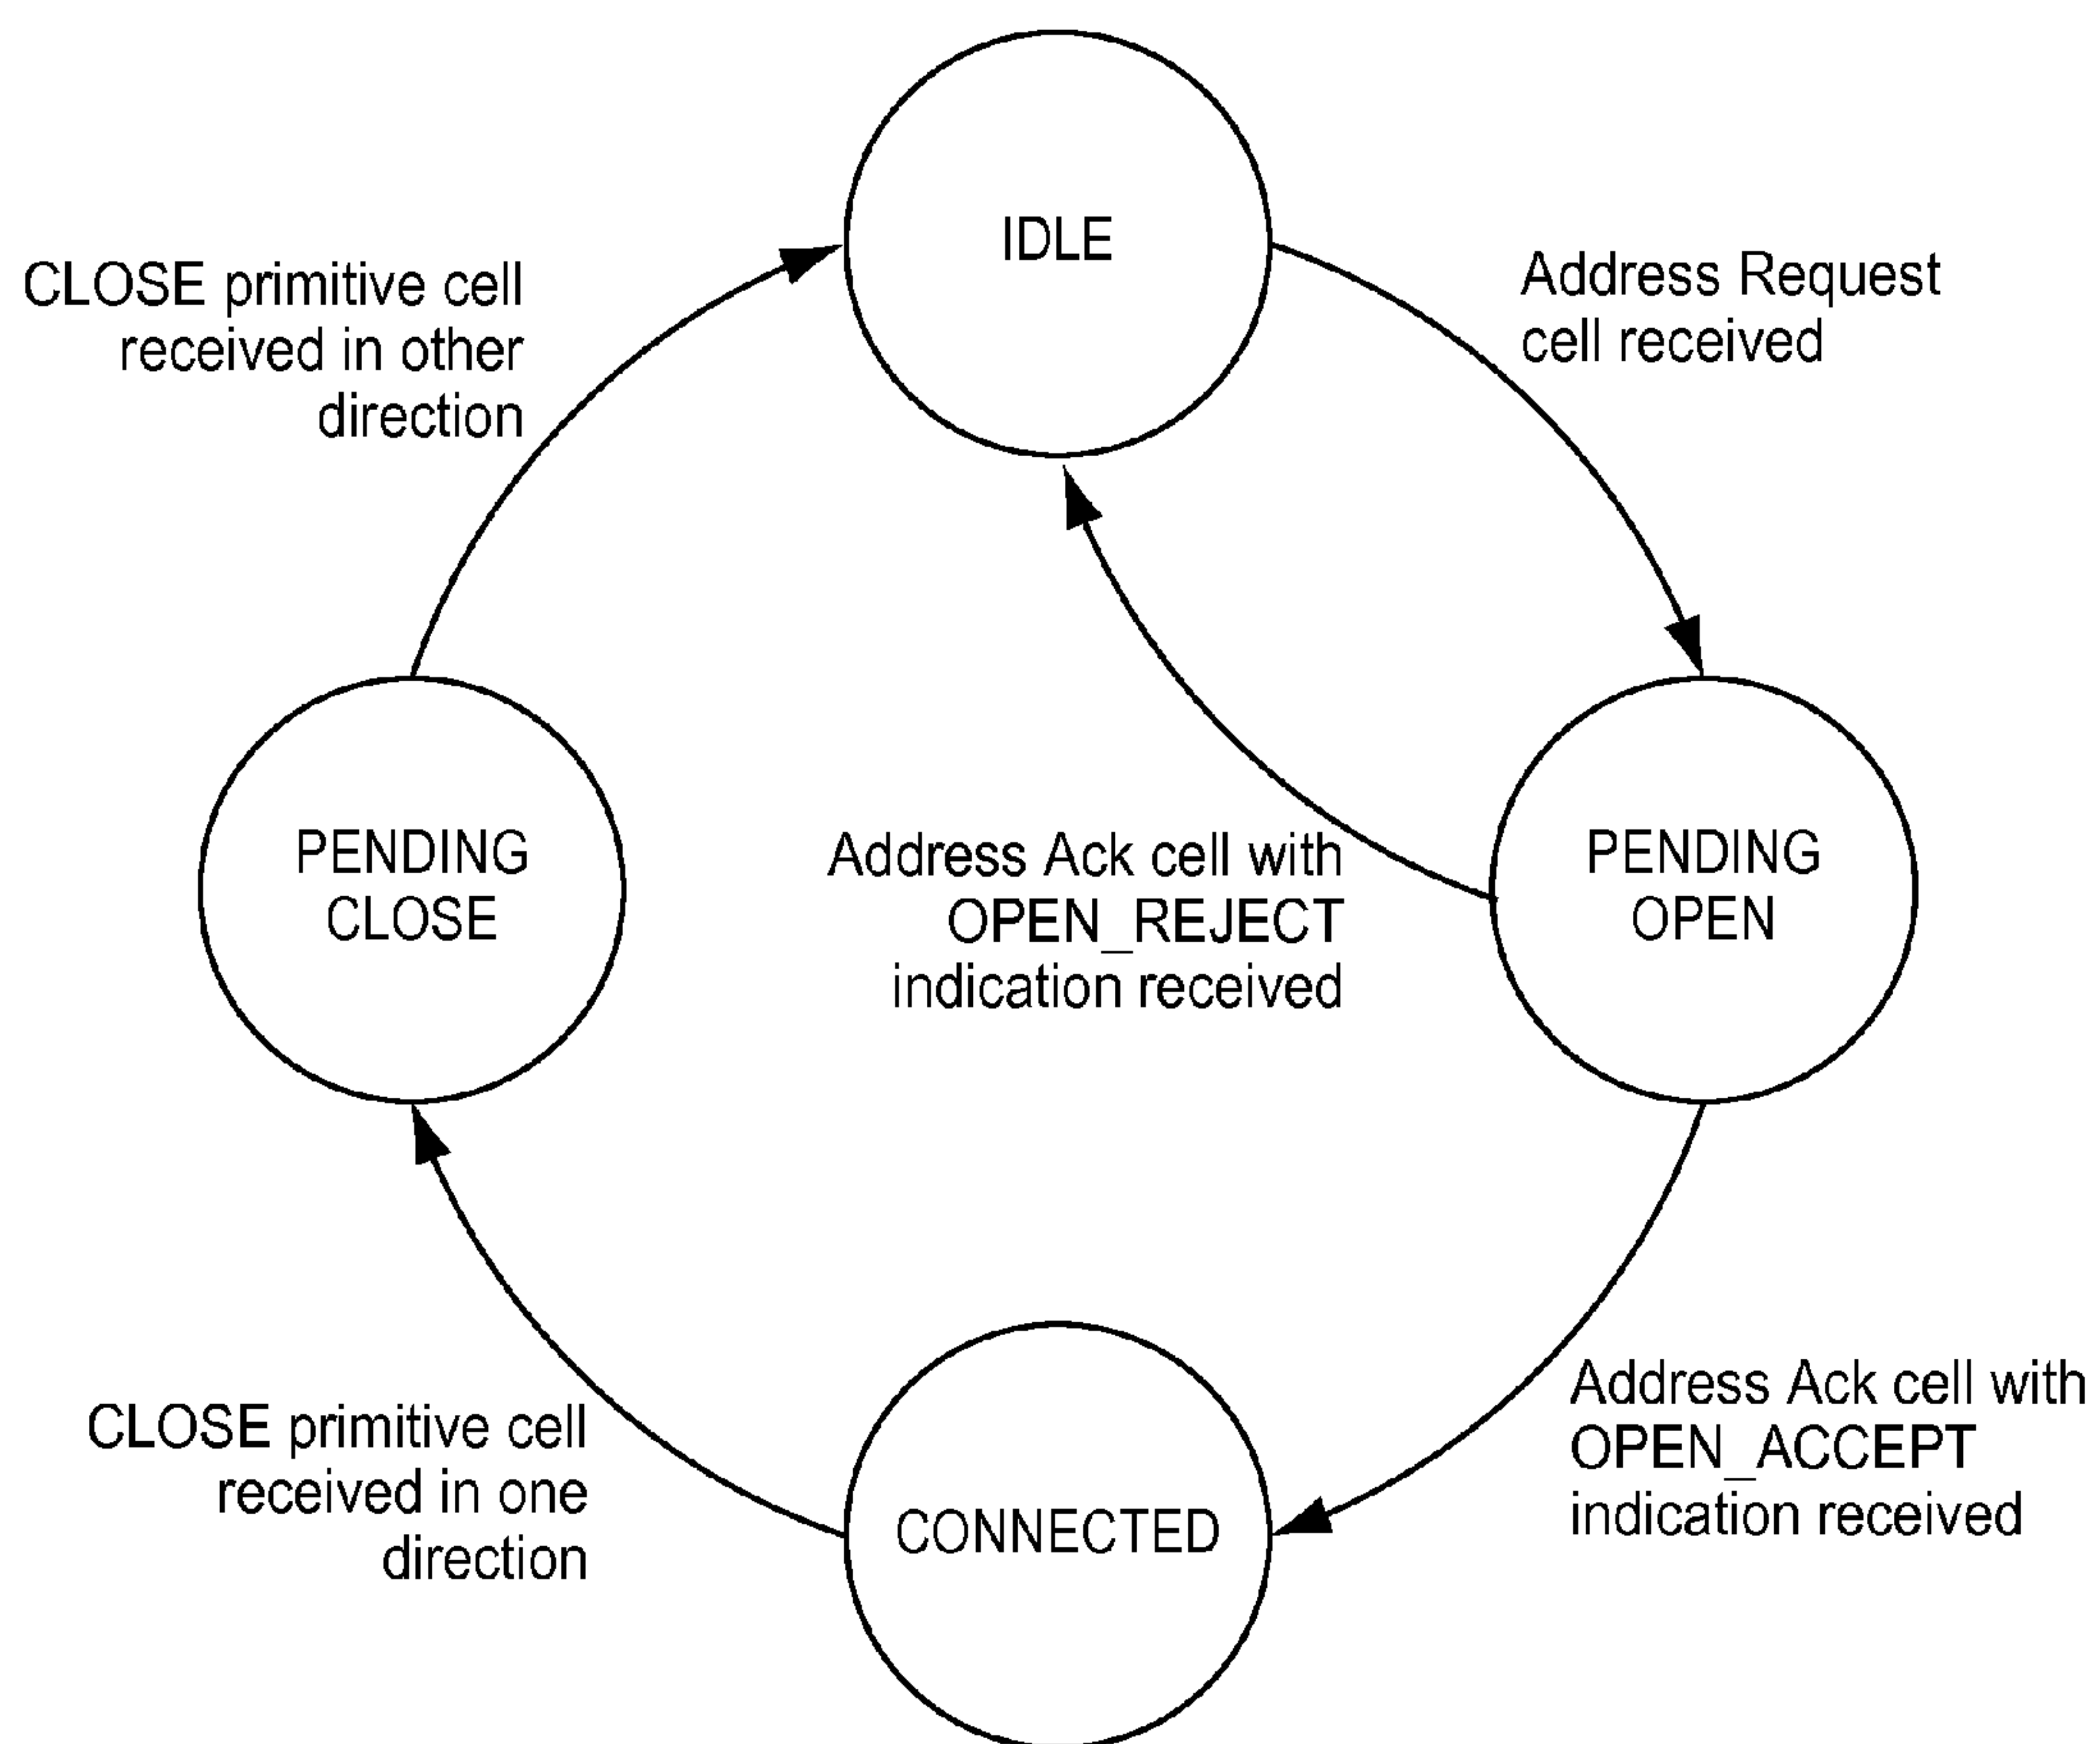 IDLE
Address Request
cell received
CLOSE primitive cell
received in other
direction
PENDING
CLOSE
Address Ack cell with
OPEN_REJECT
indication received
PENDING
OPEN
CLOSE primitive cell
received in one
direction
CONNECTED
Address Ack cell with
OPEN_ACCEPT
indication received